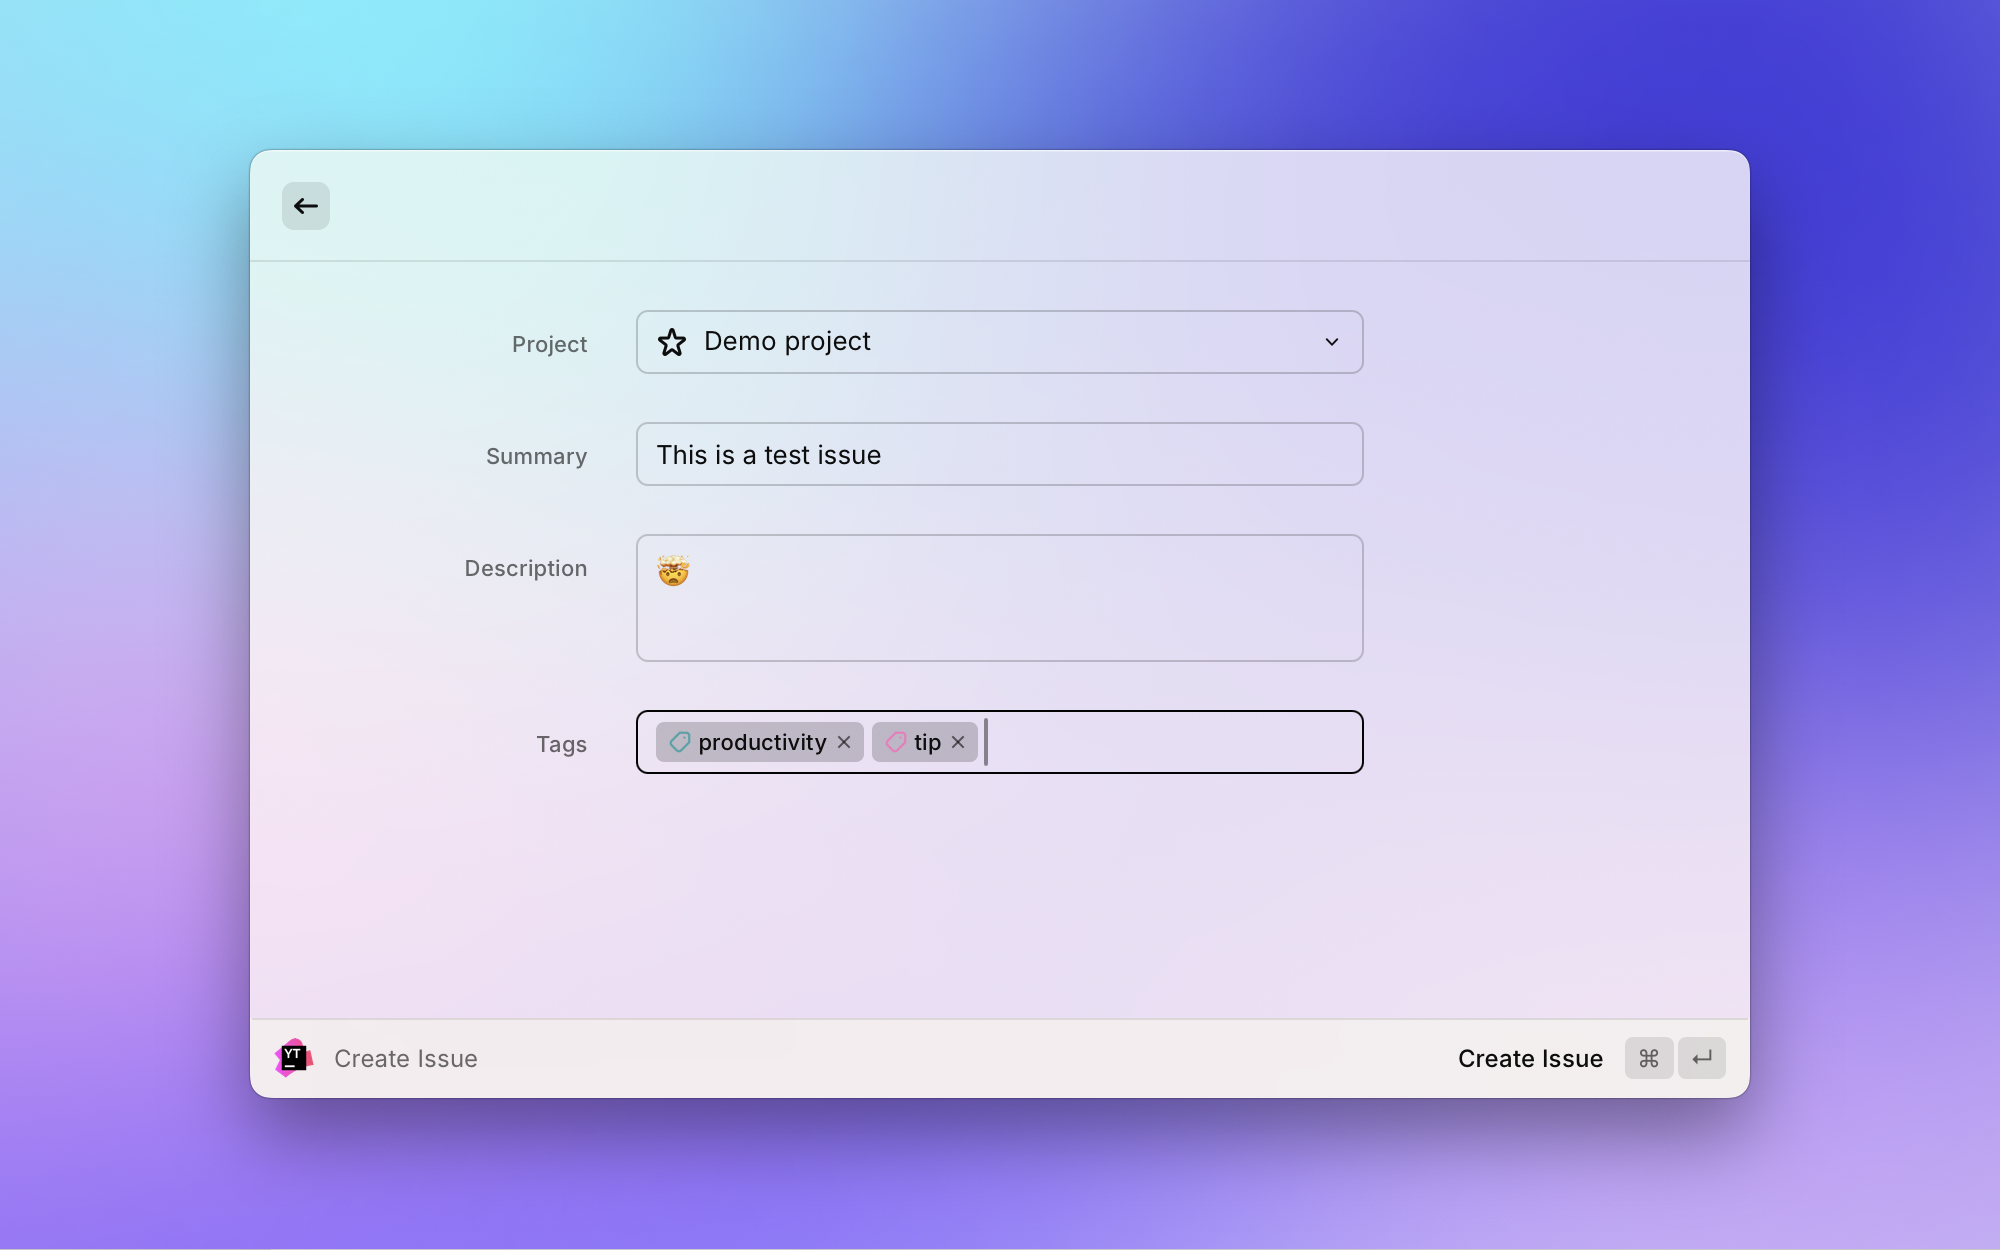 Project
Demo project
Summary
This is a test issue
Description
🤯
Tags
productivity
tip
YT
Create Issue
Create Issue
⌘
↵